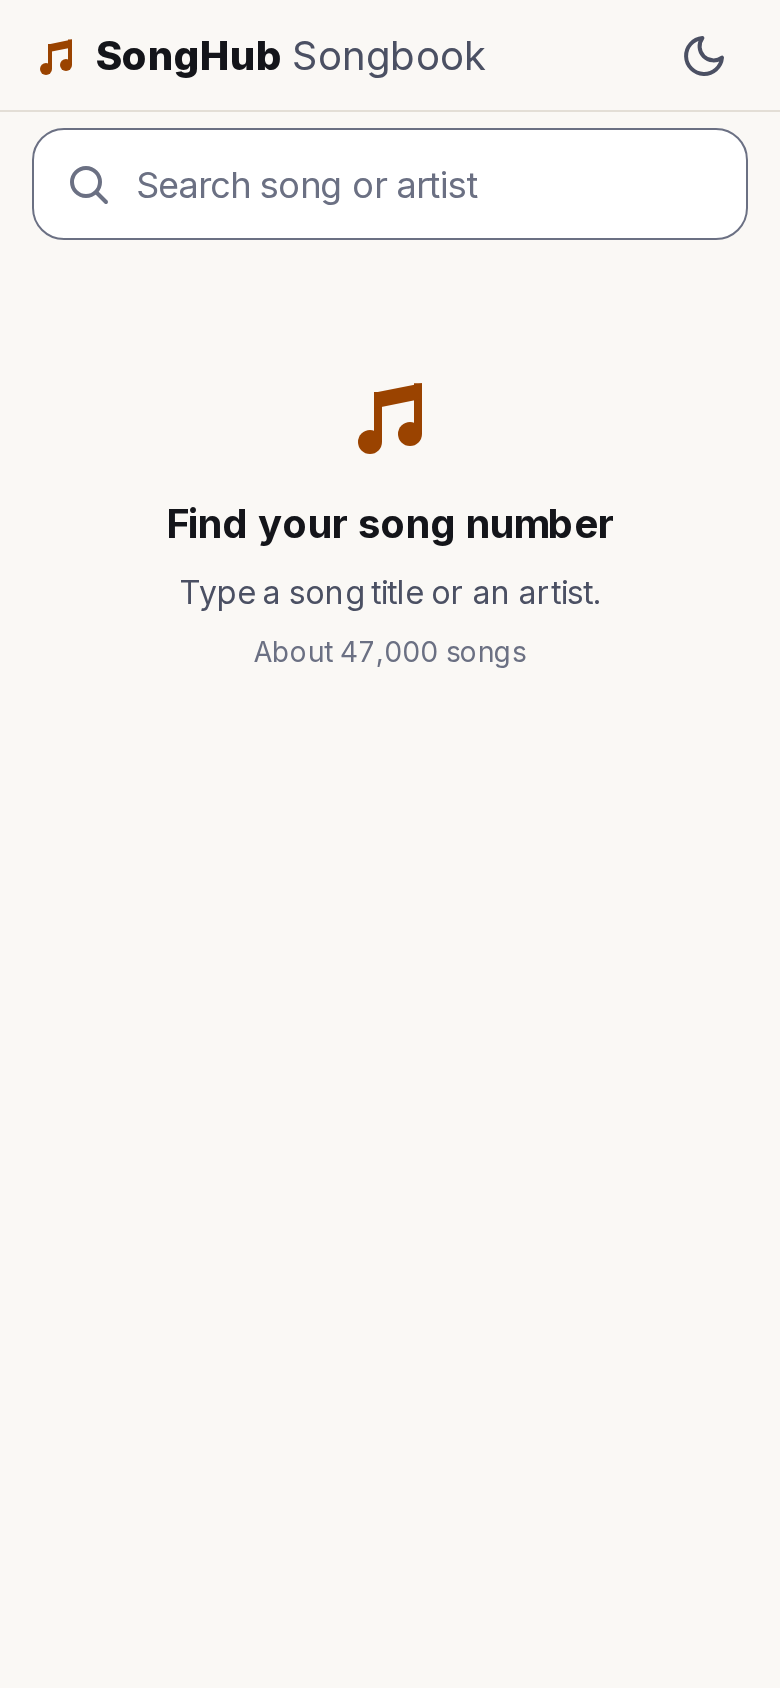 SongHub Songbook
Search song or artist
Find your song number
Type a song title or an artist.
About 47,000 songs